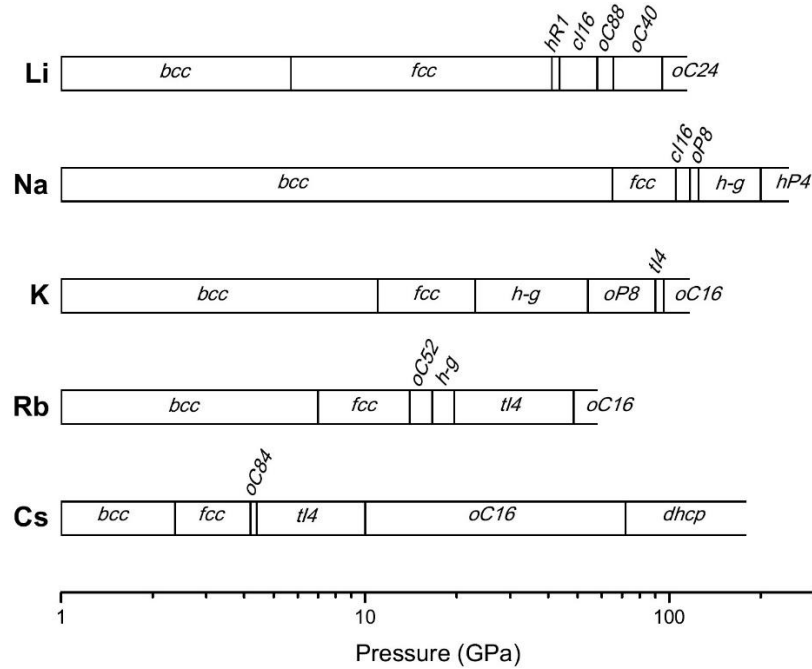 hR1 cI16 oC88 oC40
Li bcc fcc oC24
cI16 oP8
Na bcc fcc h-g hP4
tI4
K bcc fcc h-g oP8 oC16
oC52 h-g
Rb bcc fcc tI4 oC16
oC84
Cs bcc fcc tI4 oC16 dhcp
1 10 100
Pressure (GPa)